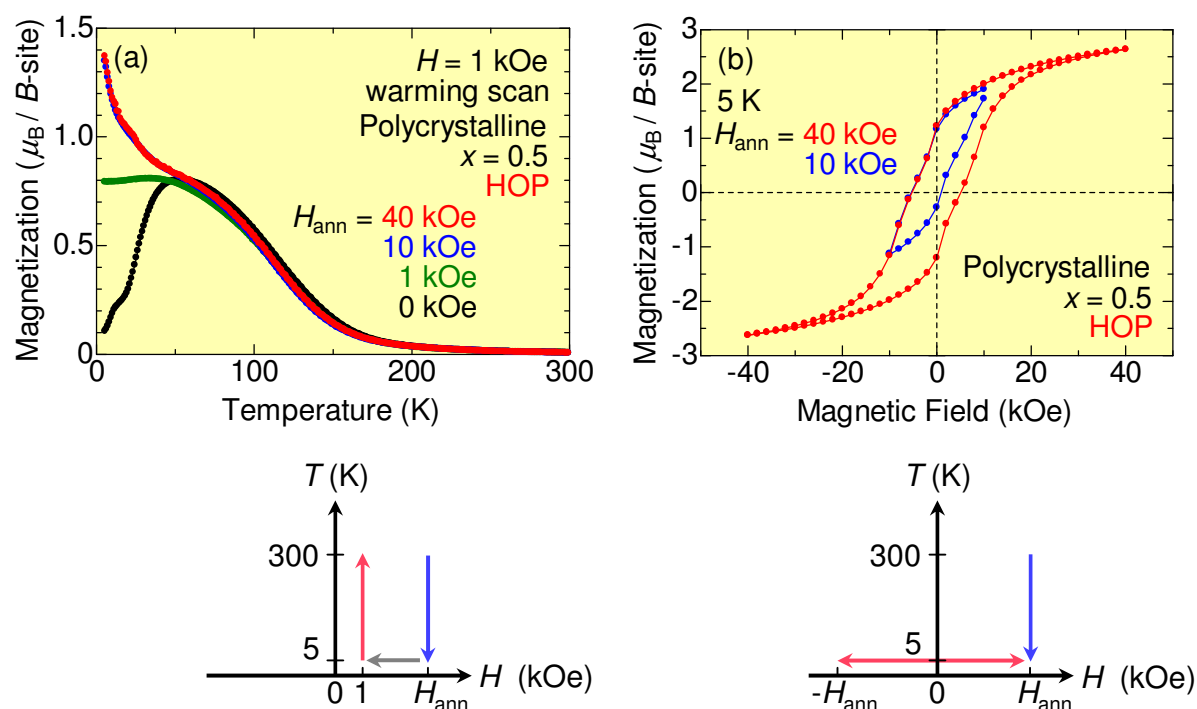 (a)
H = 1 kOe
warming scan
Polycrystalline
x = 0.5
HOP
Hann = 40 kOe
10 kOe
1 kOe
0 kOe
Magnetization (μB / B-site)
1.5
1.0
0.5
0
0
100
200
300
Temperature (K)
(b)
5 K
Hann = 40 kOe
10 kOe
Polycrystalline
x = 0.5
HOP
Magnetization (μB / B-site)
3
2
1
0
-1
-2
-3
-40
-20
0
20
40
Magnetic Field (kOe)
T (K)
300
5
0 1 Hann H (kOe)
T (K)
300
5
-Hann 0 Hann H (kOe)